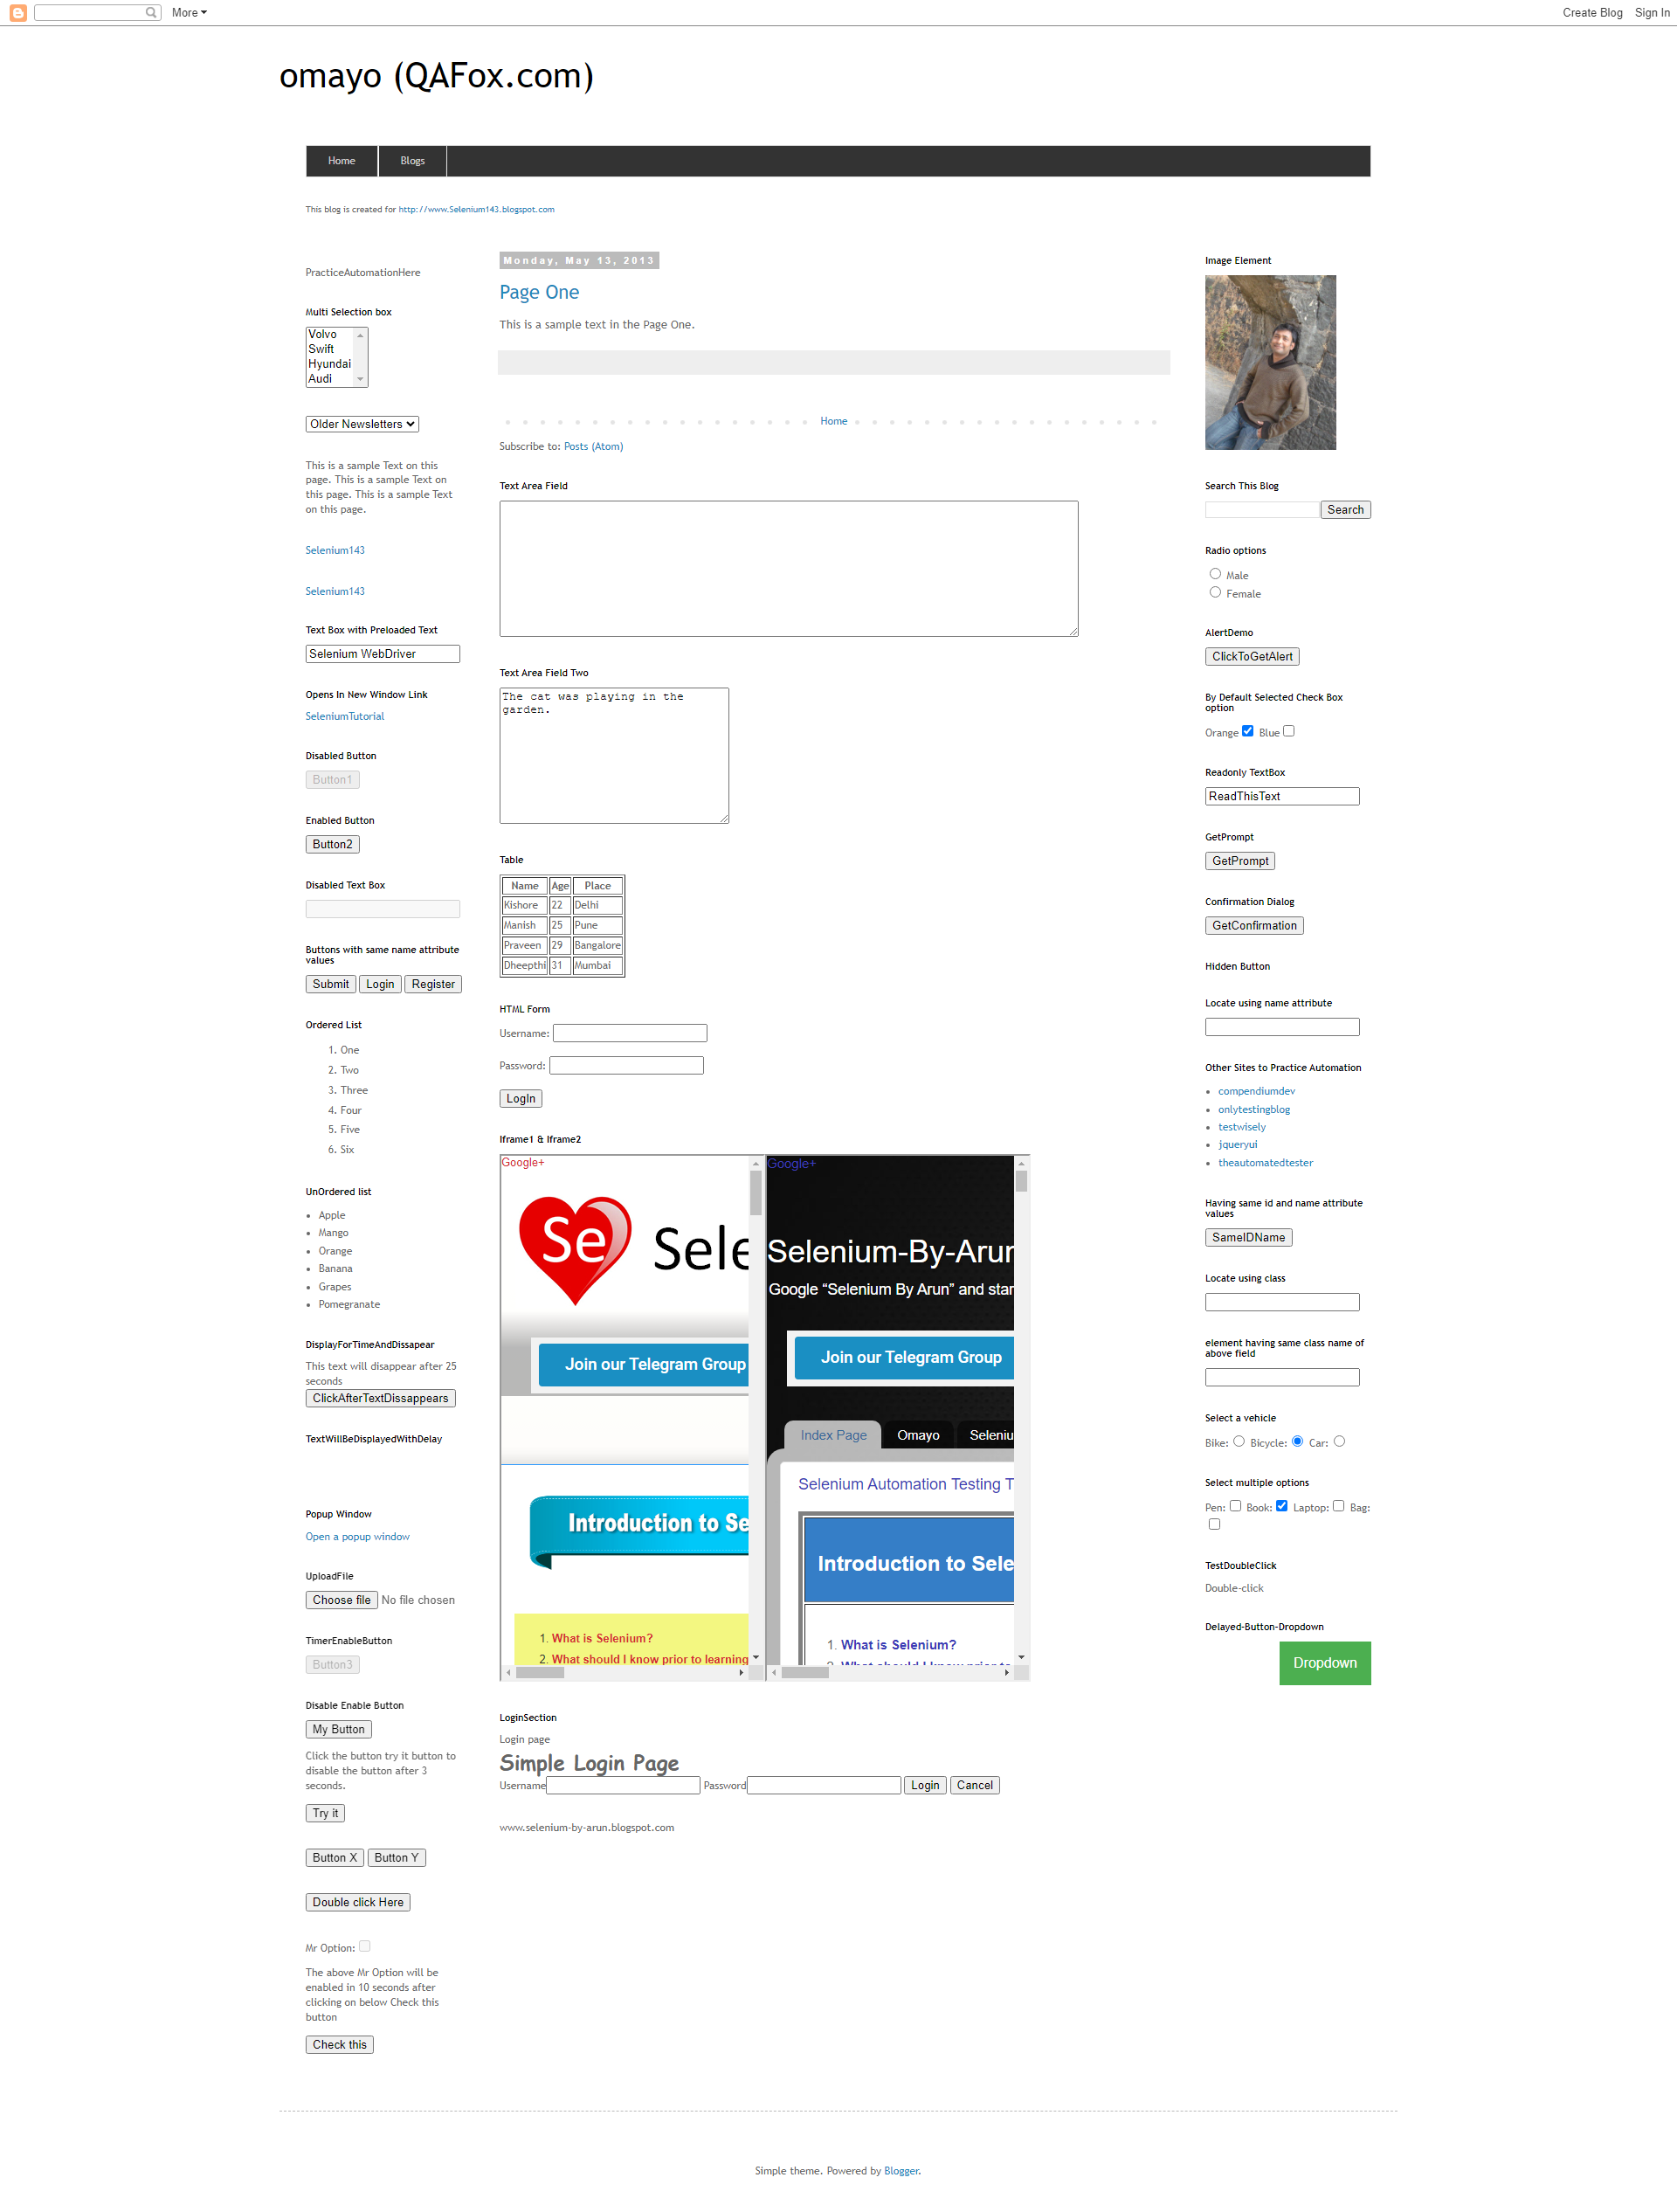 More
Create Blog Sign In
omayo (QAFox.com)
Home Blogs
This blog is created for http://www.Selenium143.blogspot.com
PracticeAutomationHere
Multi Selection box
Volvo
Swift
Hyundai
Audi
Older Newsletters
This is a sample Text on this
page. This is a sample Text on
this page. This is a sample Text
on this page.
Selenium143
Selenium143
Text Box with Preloaded Text
Selenium WebDriver
Opens In New Window Link
SeleniumTutorial
Disabled Button
Button1
Enabled Button
Button2
Disabled Text Box
Buttons with same name attribute
values
Submit Login Register
Ordered List
1. One
2. Two
3. Three
4. Four
5. Five
6. Six
UnOrdered list
Apple
Mango
Orange
Banana
Grapes
Pomegranate
DisplayForTimeAndDissapear
This text will disappear after 25
seconds
ClickAfterTextDissappears
TextWillBeDisplayedWithDelay
Popup Window
Open a popup window
UploadFile
Choose file No file chosen
TimerEnableButton
Button3
Disable Enable Button
My Button
Click the button try it button to
disable the button after 3
seconds.
Try it
Button X Button Y
Double click Here
Mr Option:
The above Mr Option will be
enabled in 10 seconds after
clicking on below Check this
button
Check this
Monday, May 13, 2013
Page One
This is a sample text in the Page One.
Home
Subscribe to: Posts (Atom)
Text Area Field
Text Area Field Two
The cat was playing in the
garden.
Table
Name Age Place
Kishore 22 Delhi
Manish 25 Pune
Praveen 29 Bangalore
Dheepthi 31 Mumbai
HTML Form
Username:
Password:
LogIn
Iframe1 & Iframe2
Google+
Se Sele
Join our Telegram Group
Introduction to Se
1. What is Selenium?
2. What should I know prior to learning
Google+
Selenium-By-Arun
Google “Selenium By Arun” and star
Join our Telegram Group
Index Page Omayo Seleniu
Selenium Automation Testing T
Introduction to Sele
1. What is Selenium?
2. What should I know prior to
LoginSection
Login page
Simple Login Page
Username Password Login Cancel
www.selenium-by-arun.blogspot.com
Image Element
Search This Blog
Search
Radio options
Male
Female
AlertDemo
ClickToGetAlert
By Default Selected Check Box
option
Orange Blue
Readonly TextBox
ReadThisText
GetPrompt
GetPrompt
Confirmation Dialog
GetConfirmation
Hidden Button
Locate using name attribute
Other Sites to Practice Automation
compendiumdev
onlytestingblog
testwisely
jqueryui
theautomatedtester
Having same id and name attribute
values
SameIDName
Locate using class
element having same class name of
above field
Select a vehicle
Bike: Bicycle: Car:
Select multiple options
Pen: Book: Laptop: Bag:
TestDoubleClick
Double-click
Delayed-Button-Dropdown
Dropdown
Simple theme. Powered by Blogger.